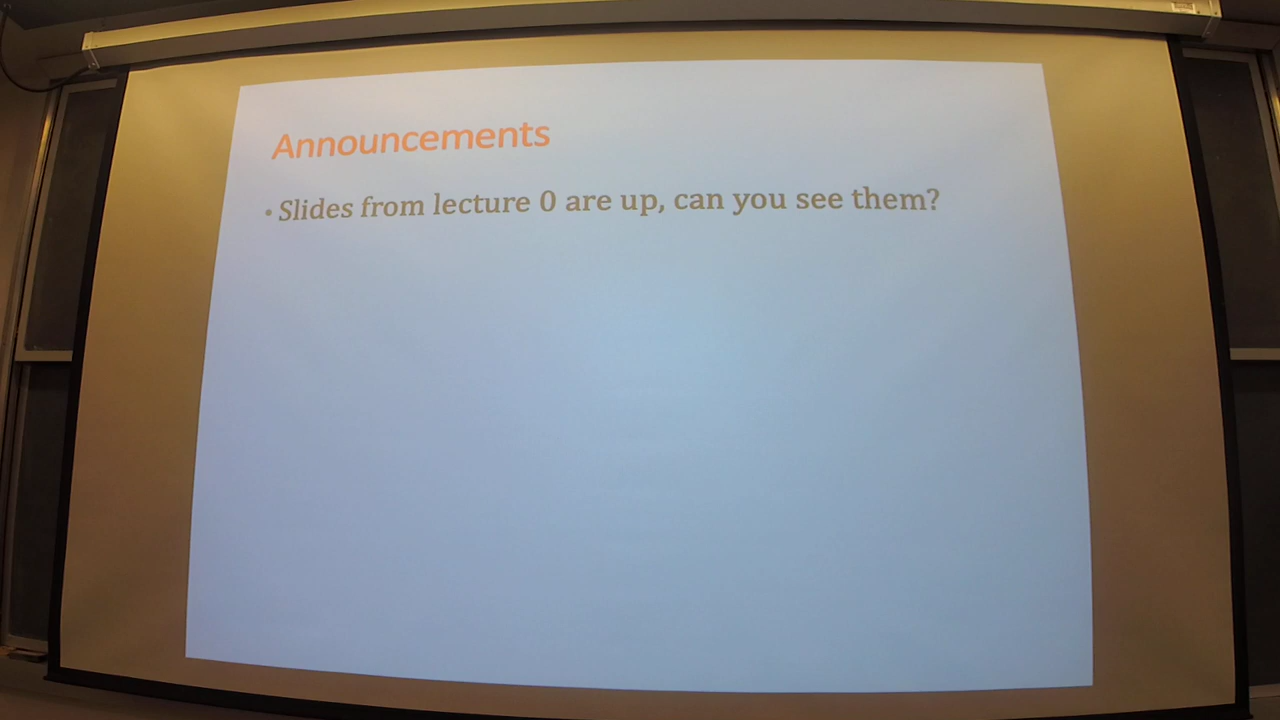 Announcements
• Slides from lecture 0 are up, can you see them?